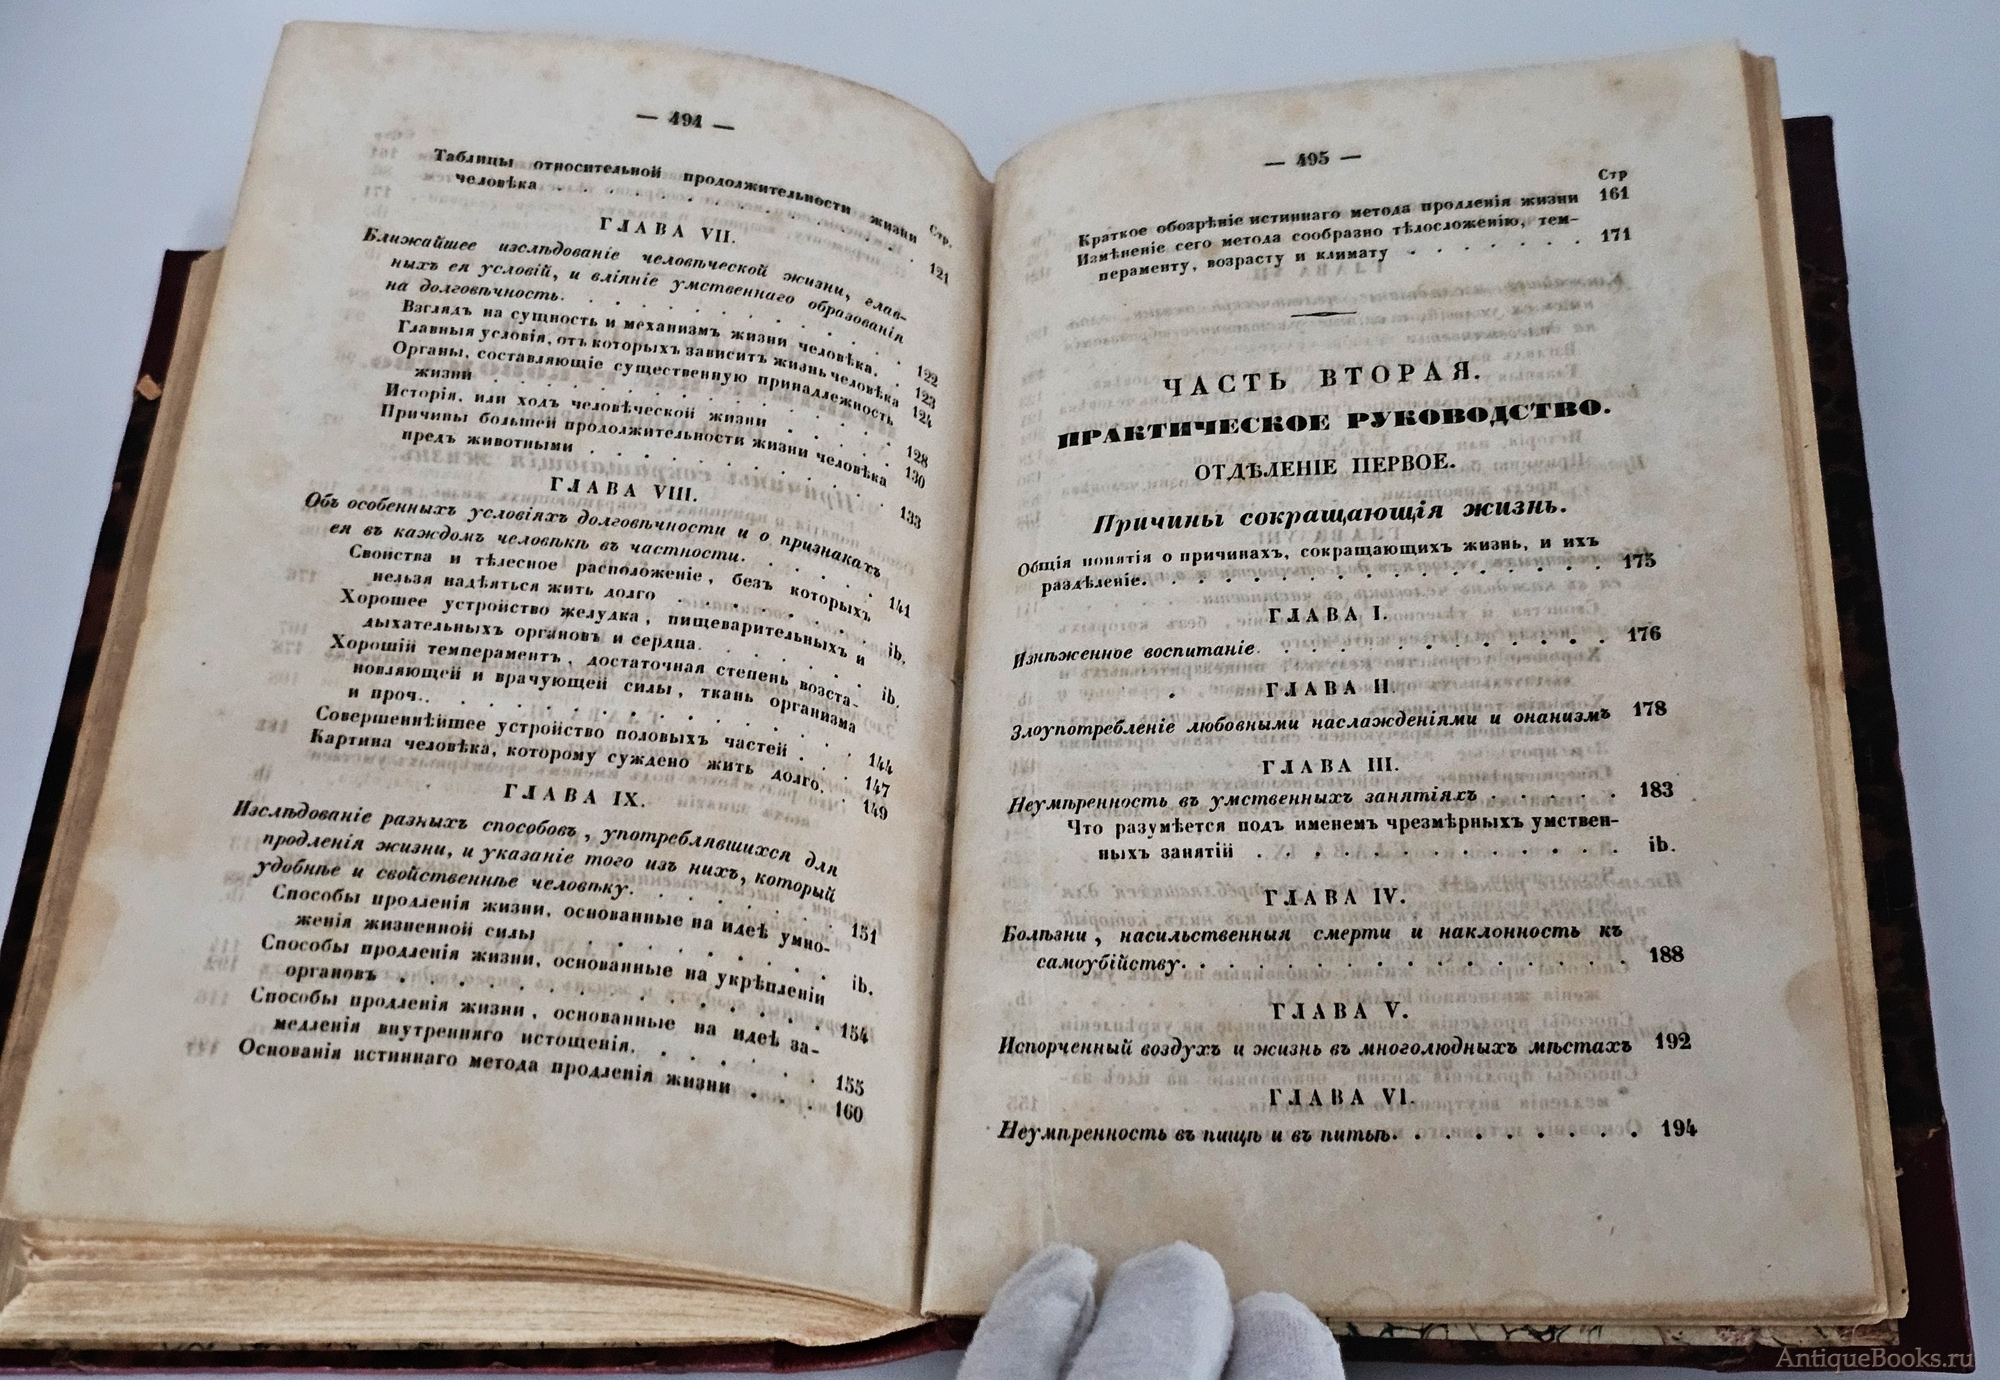 — 494 —
Стр.
Таблицы относительной продолжительности жизни
человѣка . . . . . . . . . . . . 121
ГЛАВА VII.
Ближайшее изслѣдованіе человѣческой жизни, глав-
ныхъ ея условій, и вліяніе умственнаго образованія
на долговѣчность. . . . . . . . . . . 122
Взглядъ на сущность и механизмъ жизни человѣка. . 123
Главныя условія, отъ которыхъ зависитъ жизнь человѣка 124
Органы, составляющіе существенную принадлежность
жизни . . . . . . . . . . . . 128
Исторія, или ходъ человѣческой жизни . . . . 130
Причины большей продолжительности жизни человѣка
предъ животными . . . . . . . . . . 133
ГЛАВА VIII.
Объ особенныхъ условіяхъ долговѣчности и о признакахъ
ея въ каждомъ человѣкѣ въ частности. . . . . 141
Свойства и тѣлесное расположеніе, безъ которыхъ
нельзя надѣяться жить долго . . . . . . . ib.
Хорошее устройство желудка, пищеварительныхъ и
дыхательныхъ органовъ и сердца. . . . . . . ib.
Хорошій темпераментъ, достаточная степень возста-
новляющей и врачующей силы, ткань организма
и проч.. . . . . . . . . . . . . 144
Совершеннѣйшее устройство половыхъ частей . . . 147
Картина человѣка, которому суждено жить долго. . 149
ГЛАВА IX.
Изслѣдованіе разныхъ способовъ, употреблявшихся для
продленія жизни, и указаніе того изъ нихъ, который
удобнѣе и свойственнѣе человѣку. . . . . . . 151
Способы продленія жизни, основанные на идеѣ умно-
женія жизненной силы . . . . . . . . ib.
Способы продленія жизни, основанные на укрѣпленіи
органовъ . . . . . . . . . . . . 154
Способы продленія жизни, основанные на идеѣ за-
медленія внутренняго истощенія. . . . . . . 155
Основанія истиннаго метода продленія жизни . . . 160
— 495 —
Стр
Краткое обозрѣніе истиннаго метода продленія жизни 161
Измѣненіе сего метода сообразно тѣлосложенію, тем-
пераменту, возрасту и климату . . . . . . . 171
ЧАСТЬ ВТОРАЯ.
ПРАКТИЧЕСКОЕ РУКОВОДСТВО.
ОТДѢЛЕНІЕ ПЕРВОЕ.
Причины сокращающія жизнь.
Общія понятія о причинахъ, сокращающихъ жизнь, и ихъ
раздѣленіе. . . . . . . . . . . . . . . . 175
ГЛАВА I.
Изнѣженное воспитаніе. . . . . . . . . . . . 176
ГЛАВА II.
Злоупотребленіе любовными наслажденіями и онанизмъ 178
ГЛАВА III.
Неумѣренность въ умственныхъ занятіяхъ . . . . . 183
Что разумѣется подъ именемъ чрезмѣрныхъ умствен-
ныхъ занятій . . . . . . . . . . . . . ib.
ГЛАВА IV.
Болѣзни, насильственныя смерти и наклонность къ
самоубійству. . . . . . . . . . . . . . . 188
ГЛАВА V.
Испорченный воздухъ и жизнь въ многолюдныхъ мѣстахъ 192
ГЛАВА VI.
Неумѣренность въ пищѣ и въ питьѣ. . . . . . . . . 194
AntiqueBooks.ru